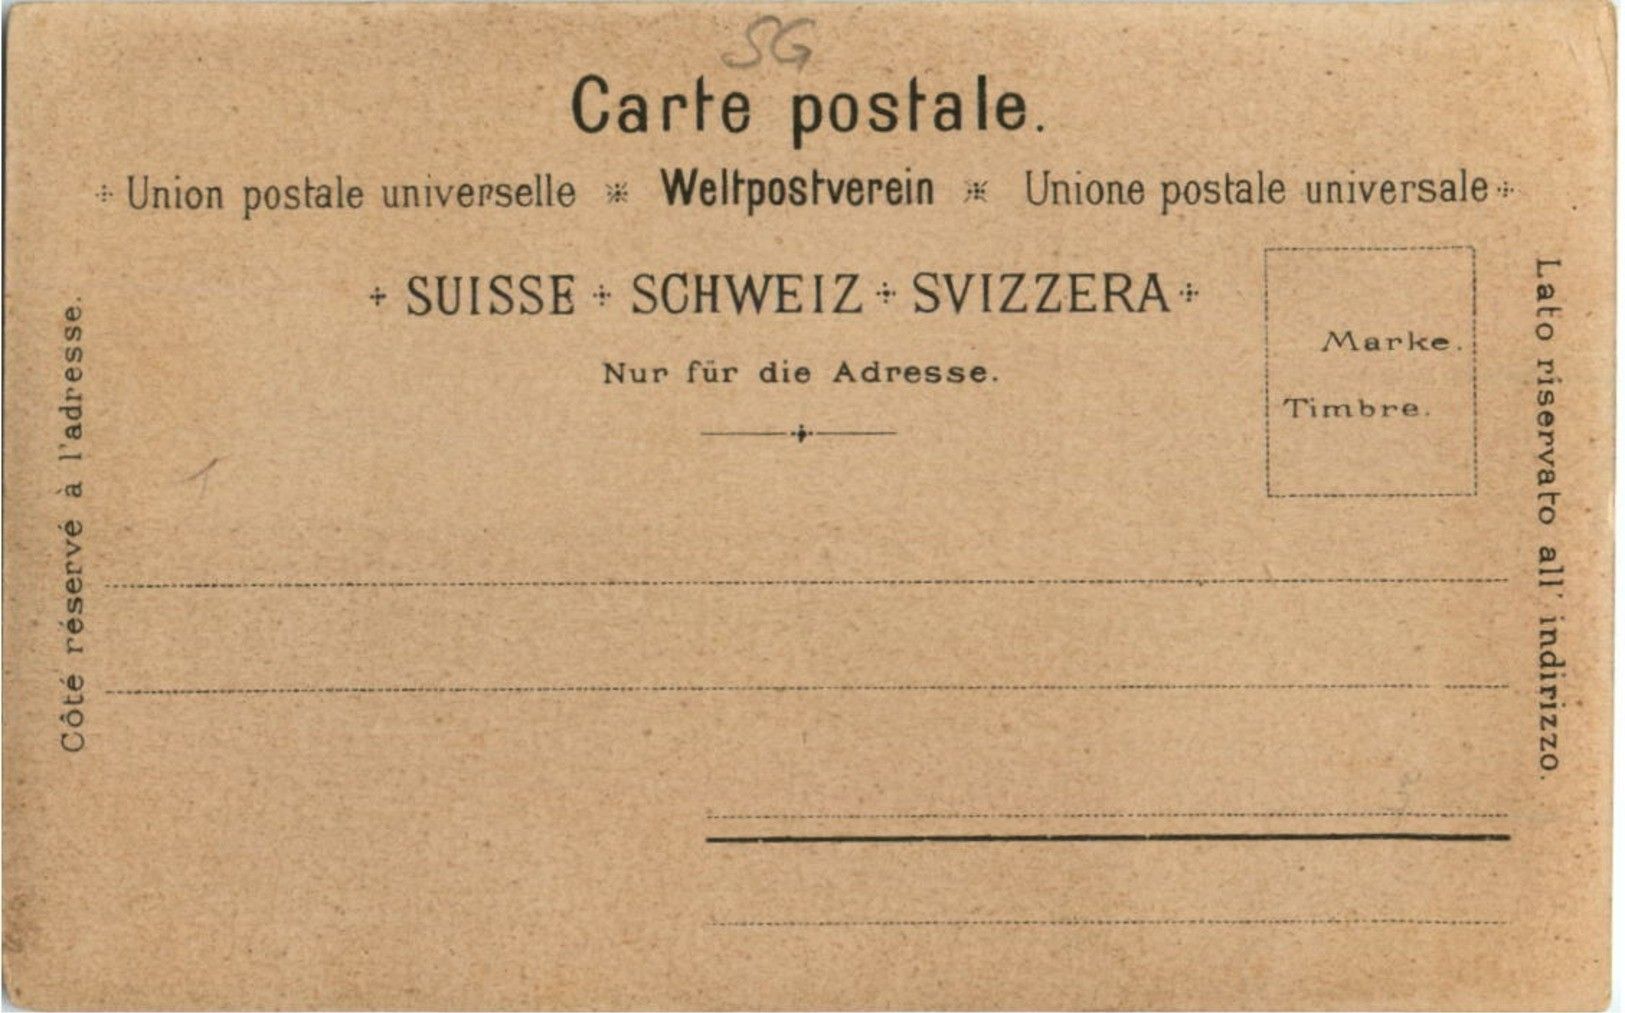 SG
Carte postale.
Union postale universelle Weltpostverein Unione postale universale
SUISSE + SCHWEIZ + SVIZZERA
Nur für die Adresse.
Marke.
Timbre.
Côté réservé à l'adresse.
Lato riservato all' indirizzo.
1